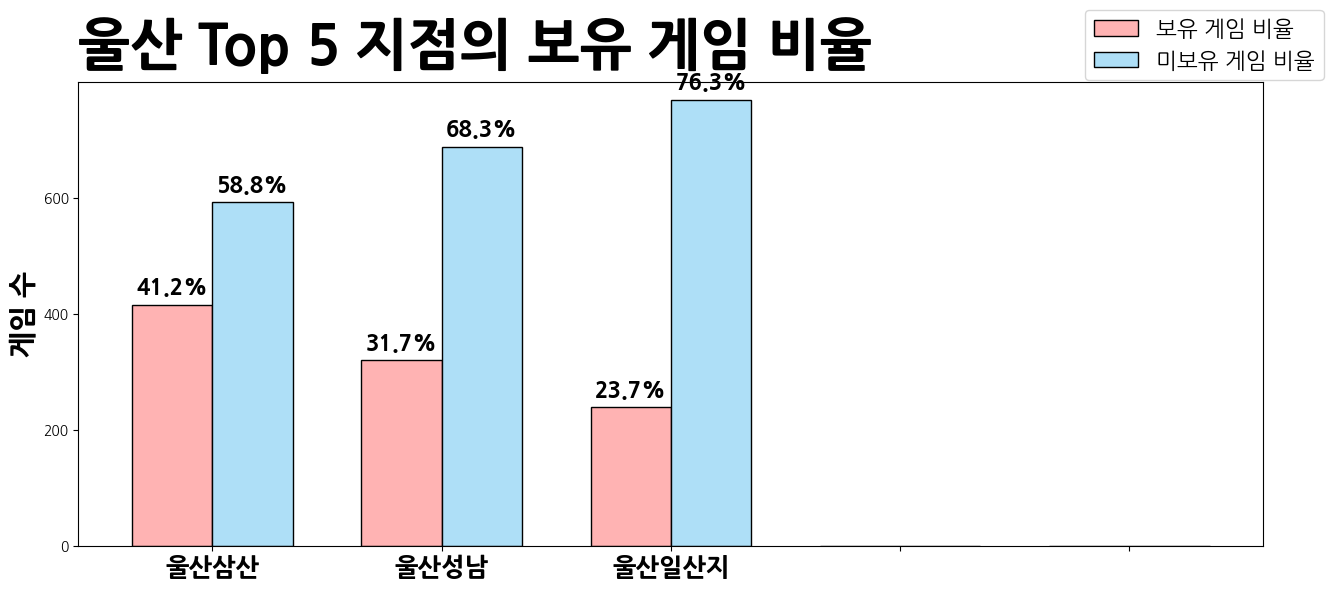 울산 Top 5 지점의 보유 게임 비율
보유 게임 비율
미보유 게임 비율
76.3%
68.3%
58.8%
600
41.2%
게임 수
400
31.7%
23.7%
200
0
울산삼산 울산성남 울산일산지